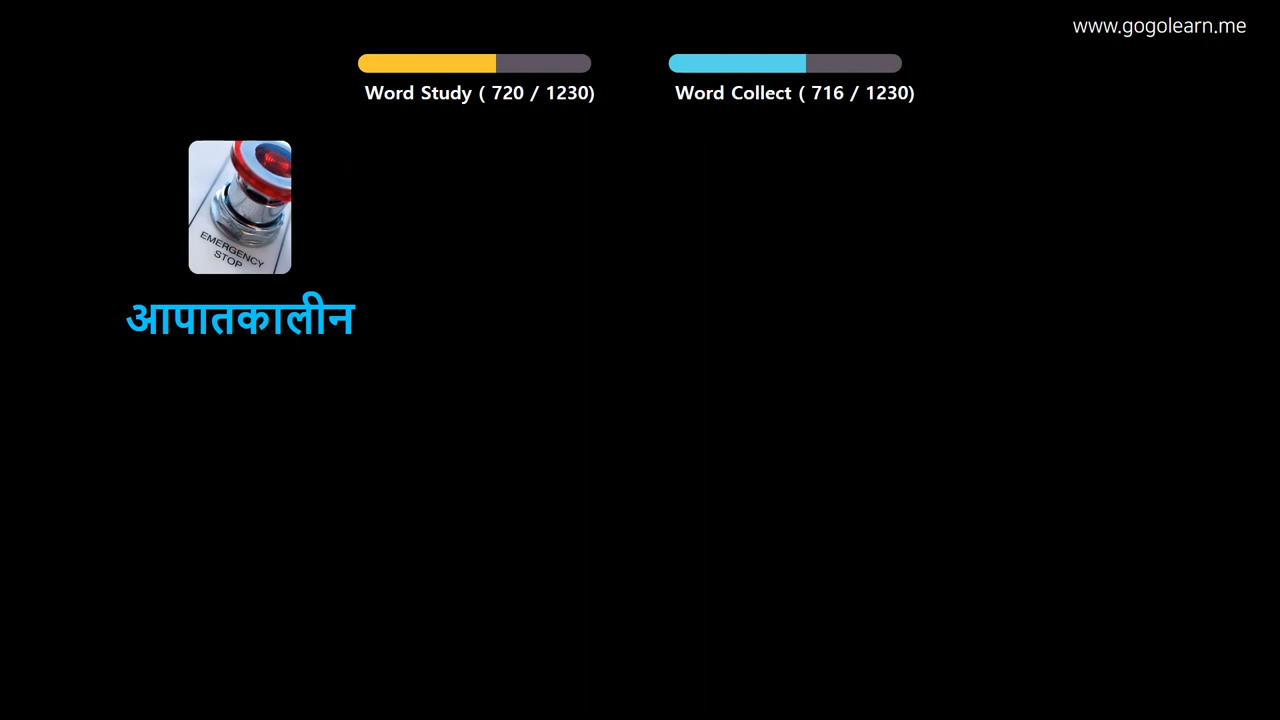 www.gogolearn.me
Word Study ( 720 / 1230)
Word Collect ( 716 / 1230)
EMERGENCY
STOP
आपातकालीन